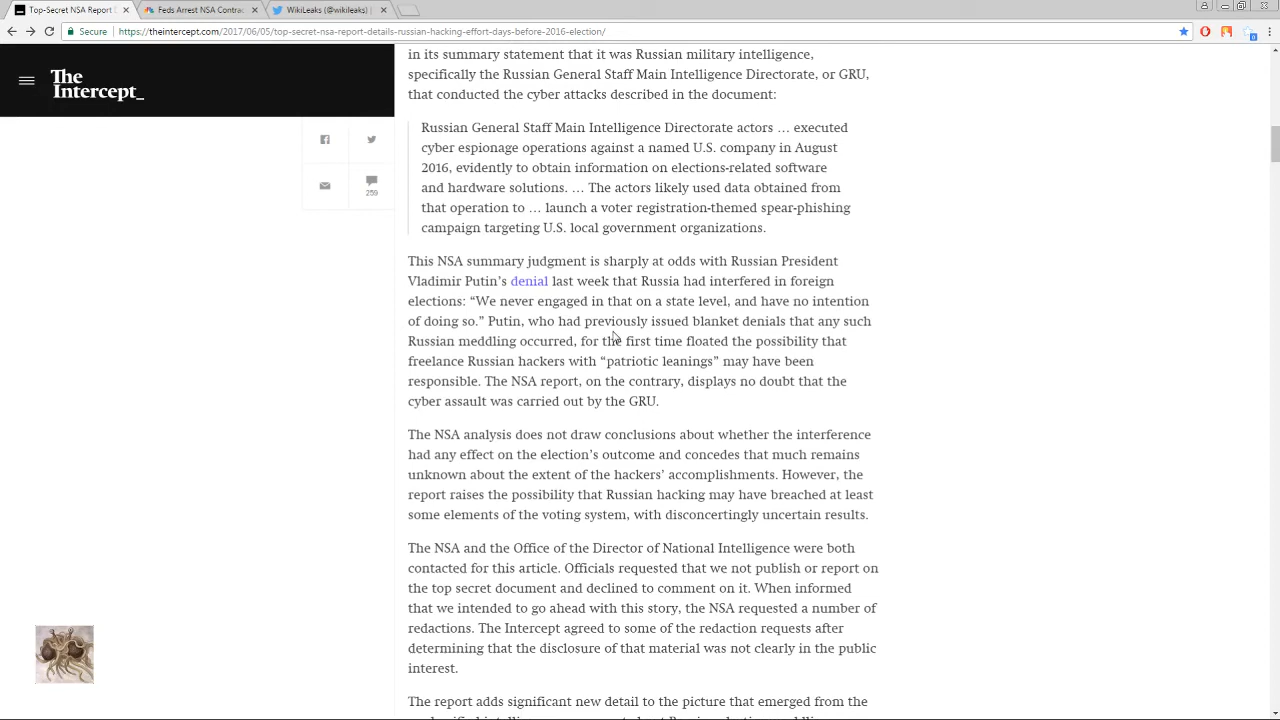 Top-Secret NSA Report D
Feds Arrest NSA Contrac
WikiLeaks (@wikileaks)
Secure
https://theintercept.com/2017/06/05/top-secret-nsa-report-details-russian-hacking-effort-days-before-2016-election/
The
Intercept_
259
in its summary statement that it was Russian military intelligence,
specifically the Russian General Staff Main Intelligence Directorate, or GRU,
that conducted the cyber attacks described in the document:
Russian General Staff Main Intelligence Directorate actors … executed
cyber espionage operations against a named U.S. company in August
2016, evidently to obtain information on elections-related software
and hardware solutions. … The actors likely used data obtained from
that operation to … launch a voter registration-themed spear-phishing
campaign targeting U.S. local government organizations.
This NSA summary judgment is sharply at odds with Russian President
Vladimir Putin’s denial last week that Russia had interfered in foreign
elections: “We never engaged in that on a state level, and have no intention
of doing so.” Putin, who had previously issued blanket denials that any such
Russian meddling occurred, for the first time floated the possibility that
freelance Russian hackers with “patriotic leanings” may have been
responsible. The NSA report, on the contrary, displays no doubt that the
cyber assault was carried out by the GRU.
The NSA analysis does not draw conclusions about whether the interference
had any effect on the election’s outcome and concedes that much remains
unknown about the extent of the hackers’ accomplishments. However, the
report raises the possibility that Russian hacking may have breached at least
some elements of the voting system, with disconcertingly uncertain results.
The NSA and the Office of the Director of National Intelligence were both
contacted for this article. Officials requested that we not publish or report on
the top secret document and declined to comment on it. When informed
that we intended to go ahead with this story, the NSA requested a number of
redactions. The Intercept agreed to some of the redaction requests after
determining that the disclosure of that material was not clearly in the public
interest.
The report adds significant new detail to the picture that emerged from the